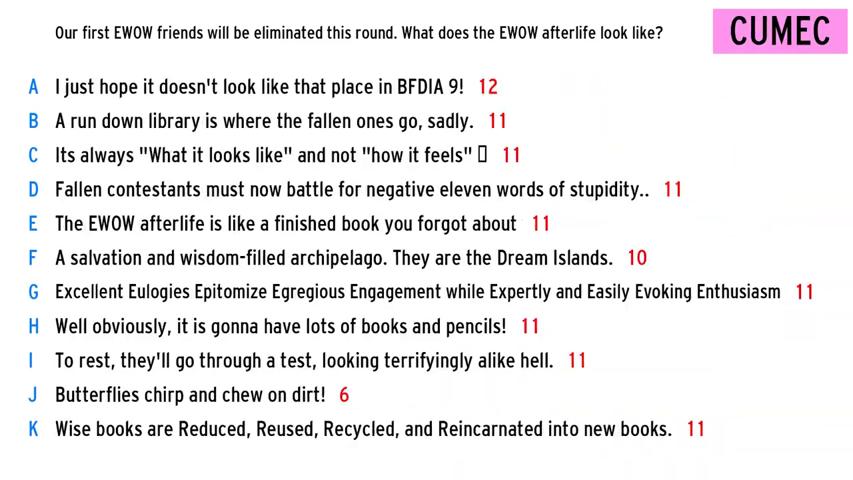 Our first EWOW friends will be eliminated this round. What does the EWOW afterlife look like?
CUMEC
A I just hope it doesn't look like that place in BFDIA 9! 12
B A run down library is where the fallen ones go, sadly. 11
C Its always "What it looks like" and not "how it feels" ▯ 11
D Fallen contestants must now battle for negative eleven words of stupidity.. 11
E The EWOW afterlife is like a finished book you forgot about 11
F A salvation and wisdom-filled archipelago. They are the Dream Islands. 10
G Excellent Eulogies Epitomize Egregious Engagement while Expertly and Easily Evoking Enthusiasm 11
H Well obviously, it is gonna have lots of books and pencils! 11
I To rest, they'll go through a test, looking terrifyingly alike hell. 11
J Butterflies chirp and chew on dirt! 6
K Wise books are Reduced, Reused, Recycled, and Reincarnated into new books. 11